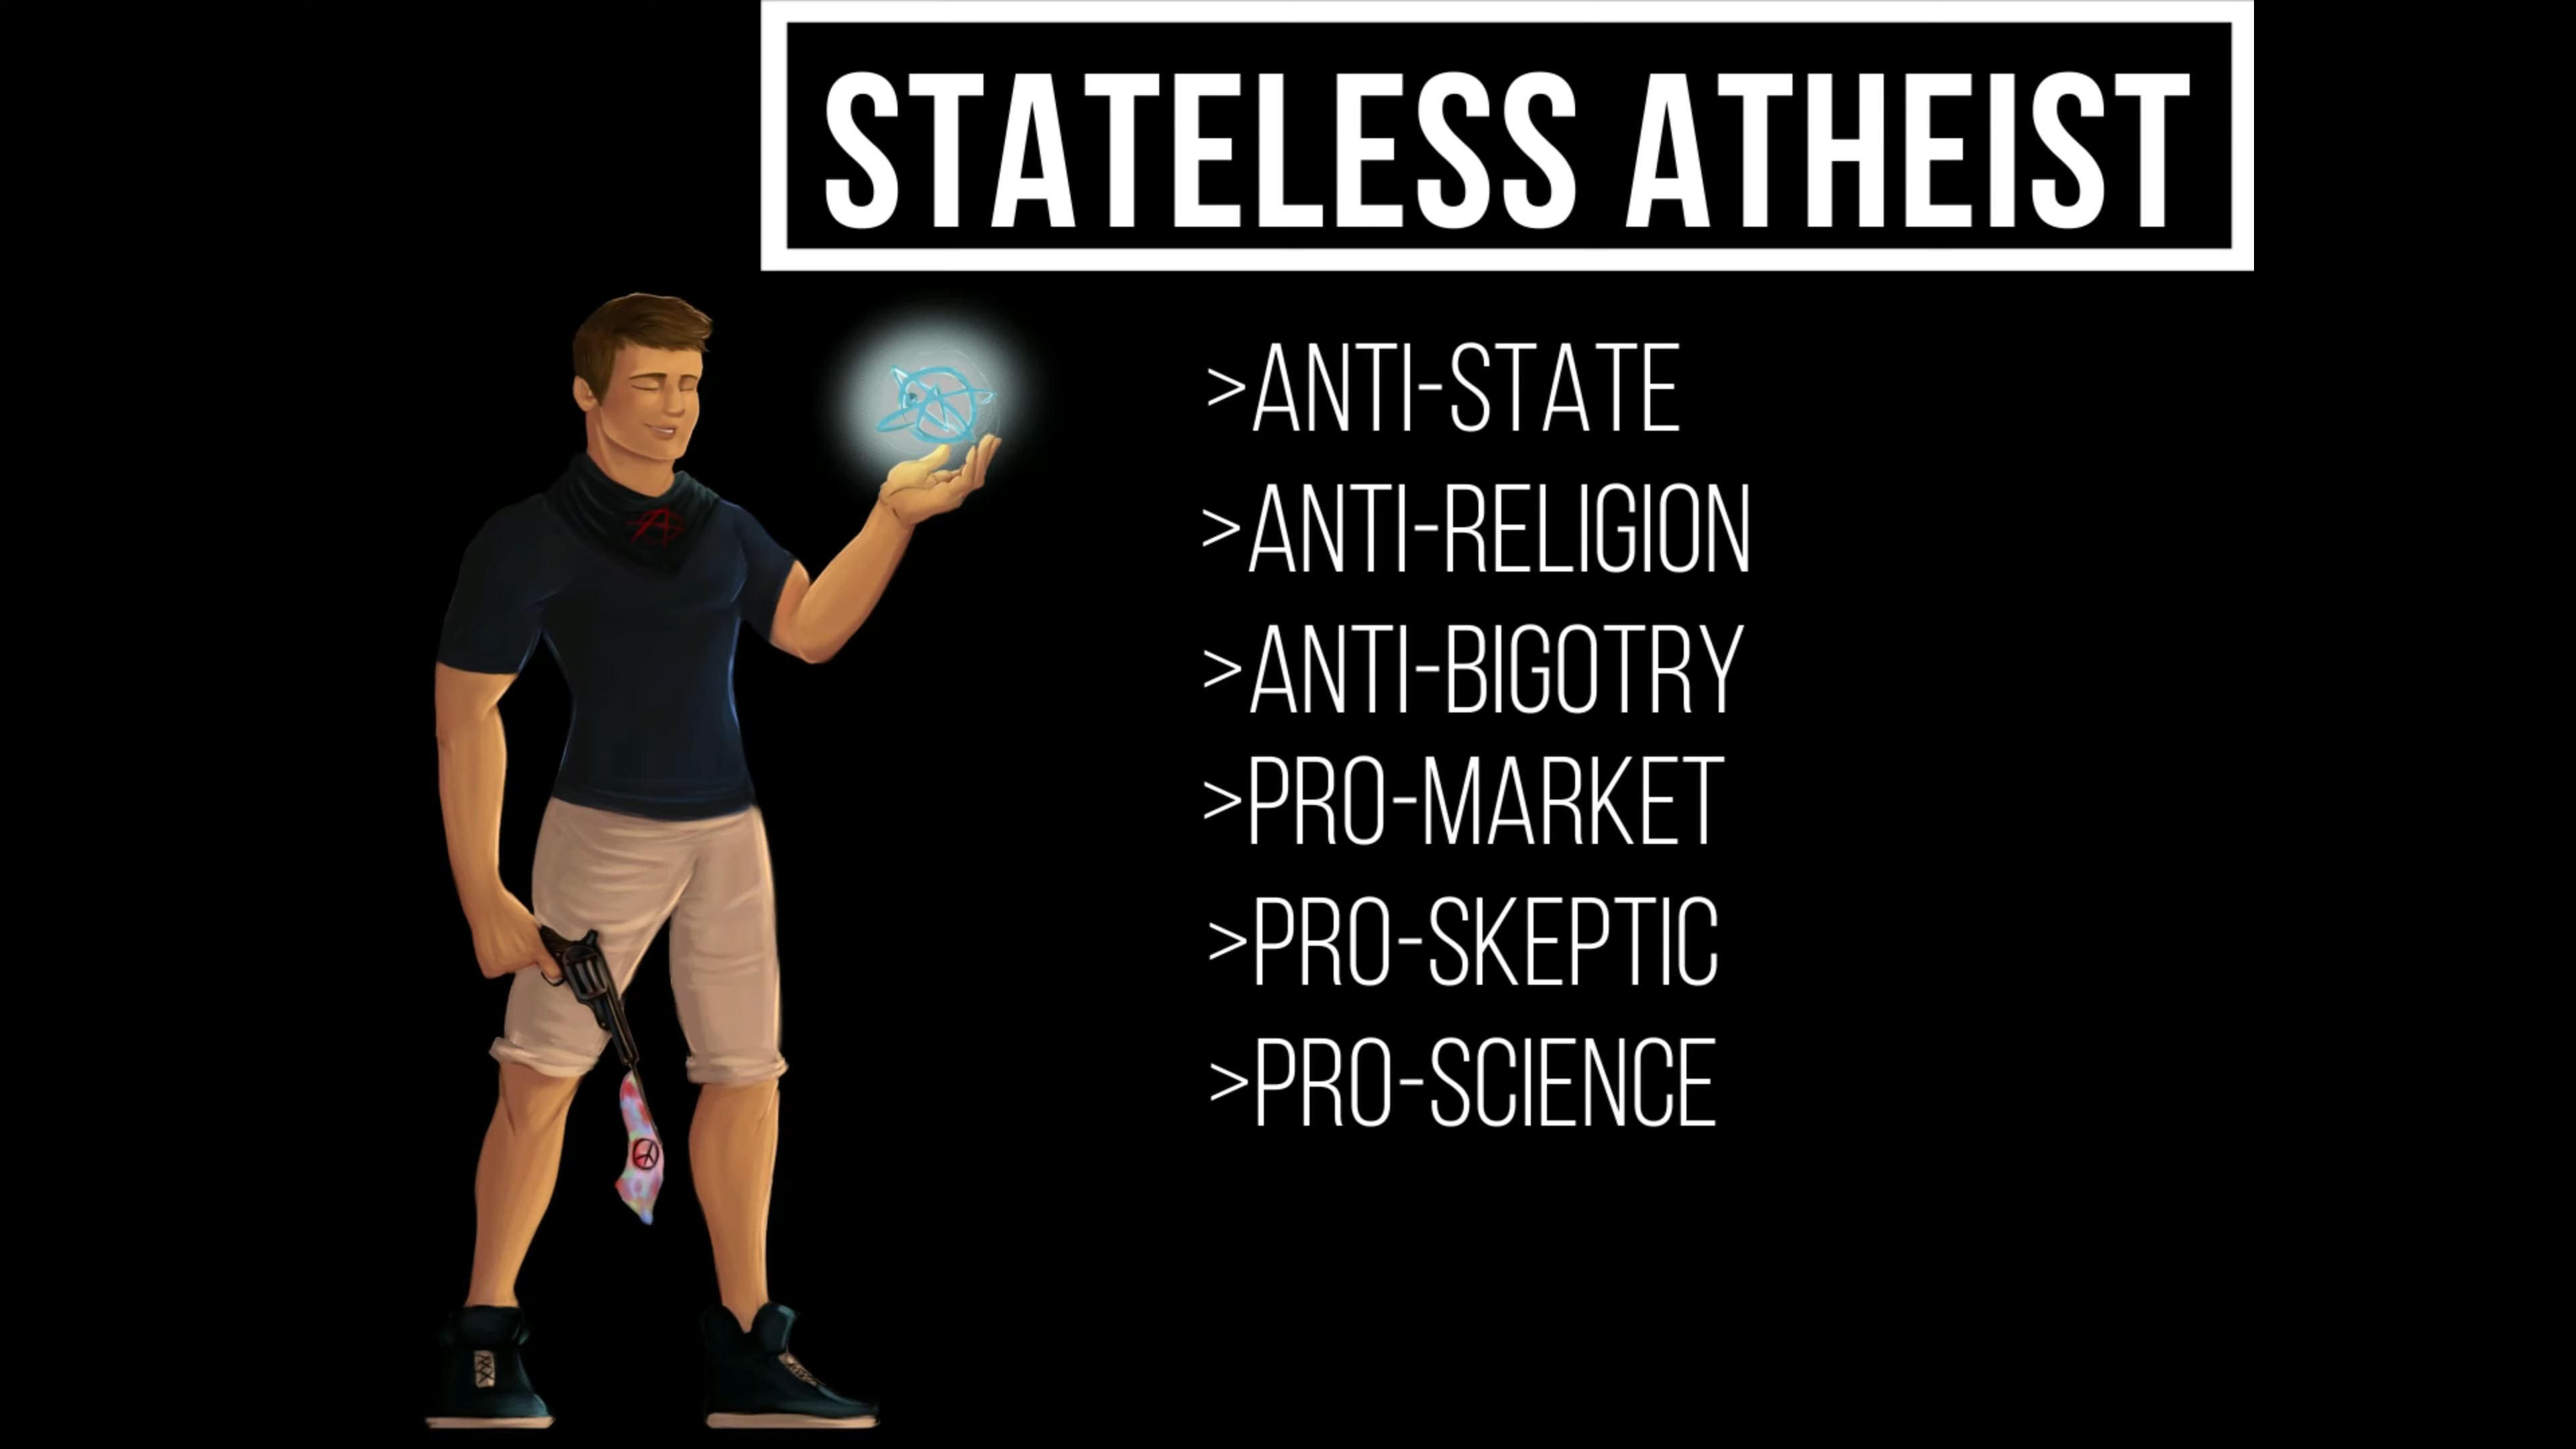 STATELESS ATHEIST
>ANTI-STATE
>ANTI-RELIGION
>ANTI-BIGOTRY
>PRO-MARKET
>PRO-SKEPTIC
>PRO-SCIENCE